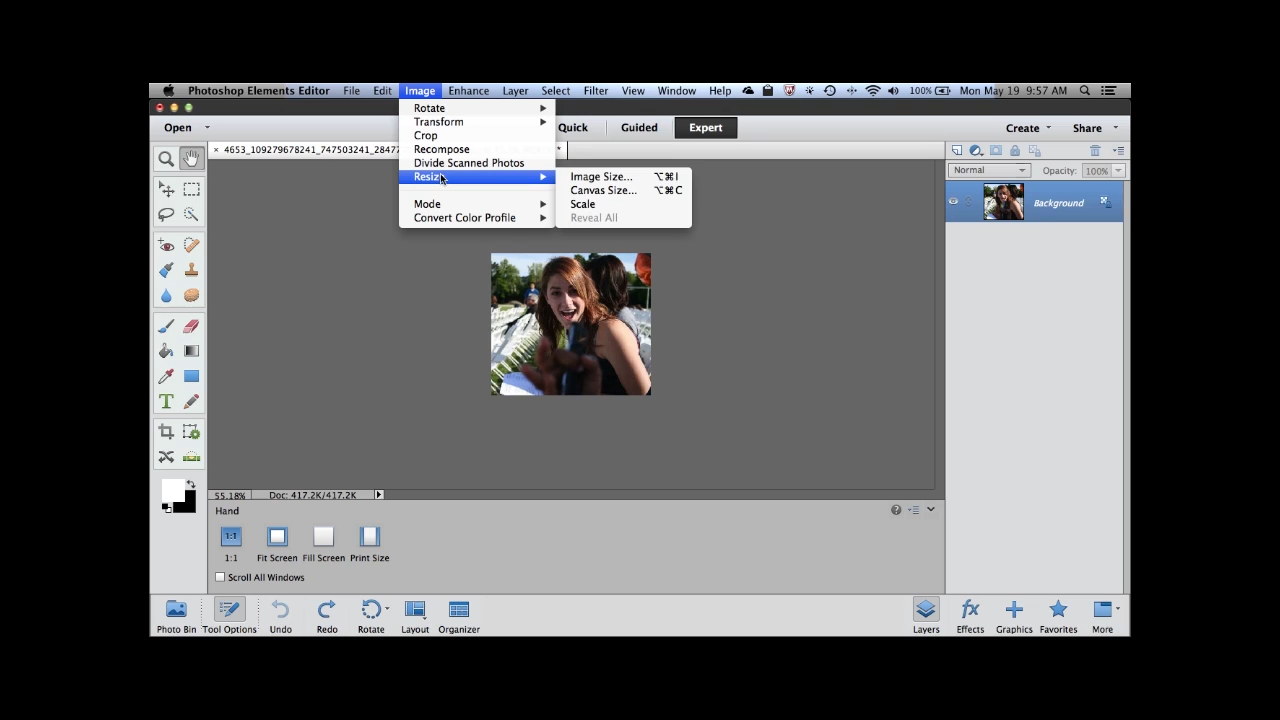 Photoshop Elements Editor File Edit Image Enhance Layer Select Filter View Window Help 100% Mon May 19 9:57 AM
Open Quick Guided Expert Create Share
× 4653_109279678241_747503241_28477 *
Rotate
Transform
Crop
Recompose
Divide Scanned Photos
Resize
Mode
Convert Color Profile
Image Size... ⌥⌘I
Canvas Size... ⌥⌘C
Scale
Reveal All
Normal Opacity: 100%
Background
T
55.18% Doc: 417.2K/417.2K
Hand
1:1
1:1 Fit Screen Fill Screen Print Size
Scroll All Windows
fx
Photo Bin Tool Options Undo Redo Rotate Layout Organizer Layers Effects Graphics Favorites More